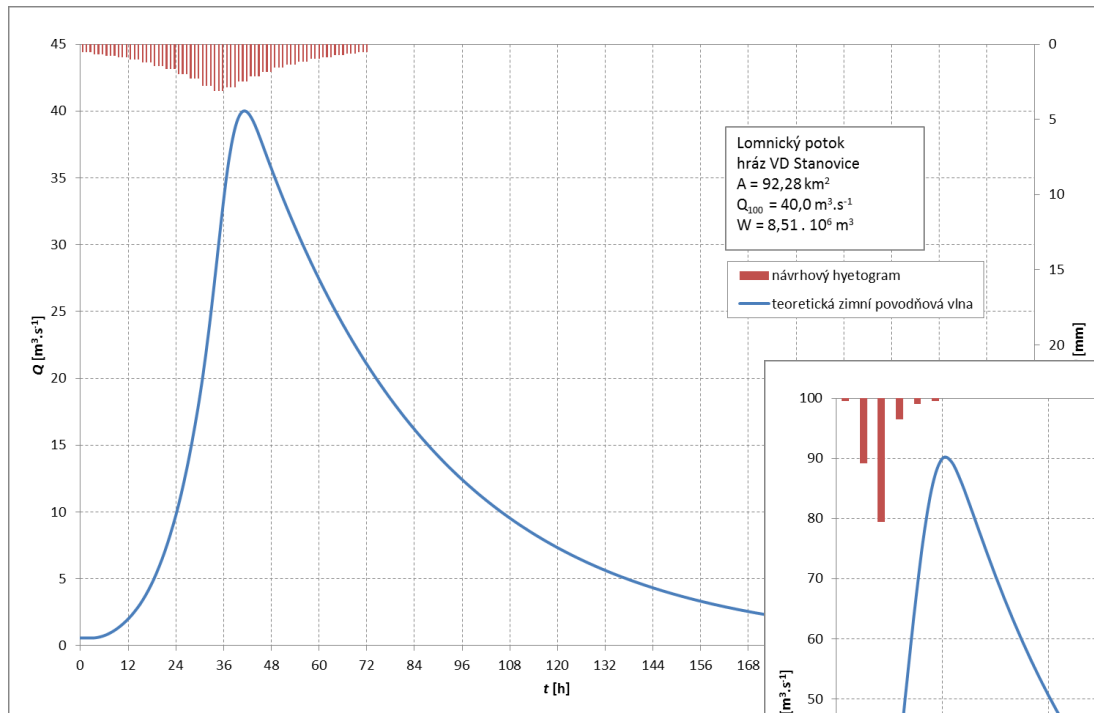 45
40
35
30
25
20
15
10
5
0
Q [m³.s⁻¹]
0 12 24 36 48 60 72 84 96 108 120 132 144 156 168
t [h]
0
5
10
15
20
[mm]
Lomnický potok
hráz VD Stanovice
A = 92,28 km²
Q₁₀₀ = 40,0 m³.s⁻¹
W = 8,51 . 10⁶ m³
návrhový hyetogram
teoretická zimní povodňová vlna
100
90
80
70
60
50
[m³.s⁻¹]